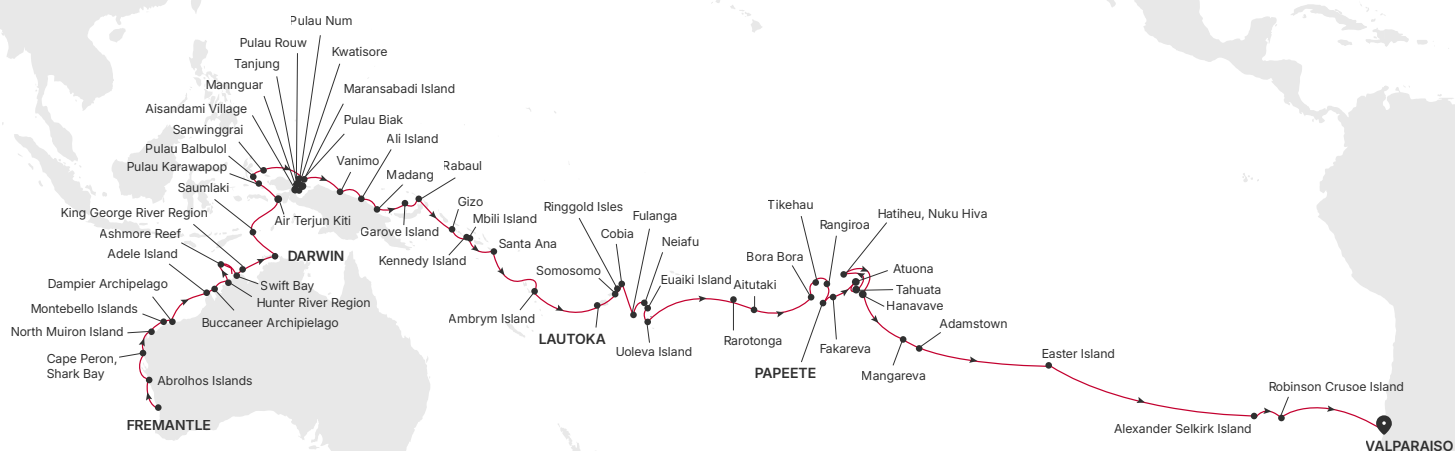 Pulau Num
Pulau Rouw
Kwatisore
Tanjung
Mannguar
Maransabadi Island
Aisandami Village
Pulau Biak
Sanwinggrai
Ali Island
Pulau Balbulol
Vanimo
Rabaul
Pulau Karawapop
Madang
Saumlaki
Gizo
King George River Region
Air Terjun Kiti
Mbili Island
Garove Island
Ashmore Reef
Santa Ana
Adele Island
DARWIN
Kennedy Island
Ringgold Isles
Fulanga
Tikehau
Hatiheu, Nuku Hiva
Rangiroa
Cobia
Neiafu
Bora Bora
Somosomo
Atuona
Dampier Archipelago
Swift Bay
Euaiki Island
Aitutaki
Tahuata
Hunter River Region
Hanavave
Montebello Islands
Buccaneer Archipielago
Ambrym Island
Adamstown
North Muiron Island
LAUTOKA
Rarotonga
Fakareva
Uoleva Island
Easter Island
Cape Peron,
Shark Bay
PAPEETE
Mangareva
Abrolhos Islands
Robinson Crusoe Island
FREMANTLE
Alexander Selkirk Island
VALPARAISO